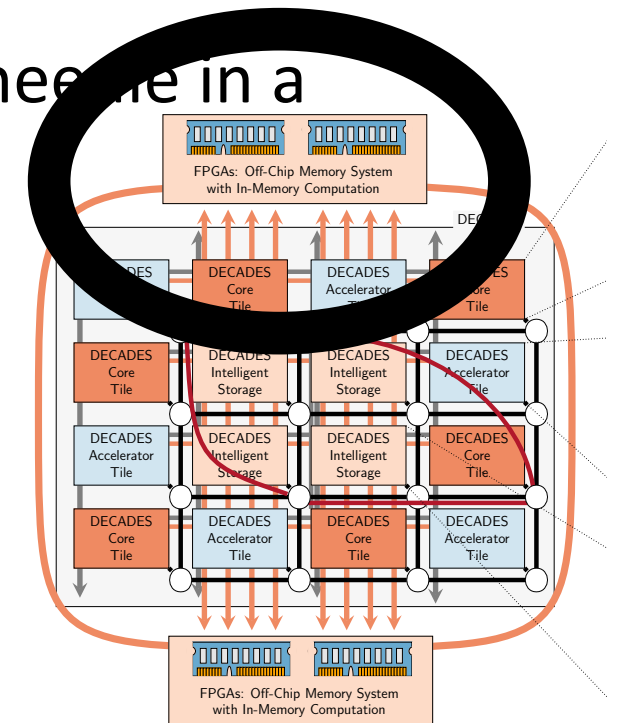 in a
FPGAs: Off-Chip Memory System
with In-Memory Computation
DECADES
Core
Tile
DECADES
Accelerator
Tile
DECADES
Core
Tile
DECADES
Intelligent
Storage
DECADES
Intelligent
Storage
DECADES
Accelerator
Tile
DECADES
Accelerator
Tile
DECADES
Intelligent
Storage
DECADES
Intelligent
Storage
DECADES
Core
Tile
DECADES
Core
Tile
DECADES
Accelerator
Tile
DECADES
Core
Tile
DECADES
Accelerator
Tile
FPGAs: Off-Chip Memory System
with In-Memory Computation